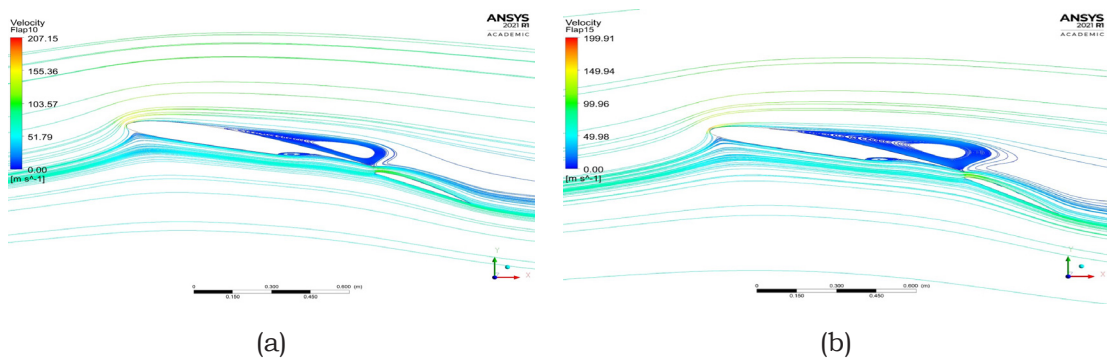 Velocity
Flap10
207.15
155.36
103.57
51.79
0.00
[m s^-1]
ANSYS
2021 R1
ACADEMIC
Y
X
0
0.300
0.600 (m)
0.150
0.450
(a)
Velocity
Flap15
199.91
149.94
99.96
49.98
0.00
[m s^-1]
ANSYS
2021 R1
ACADEMIC
Y
X
0
0.300
0.600 (m)
0.150
0.450
(b)